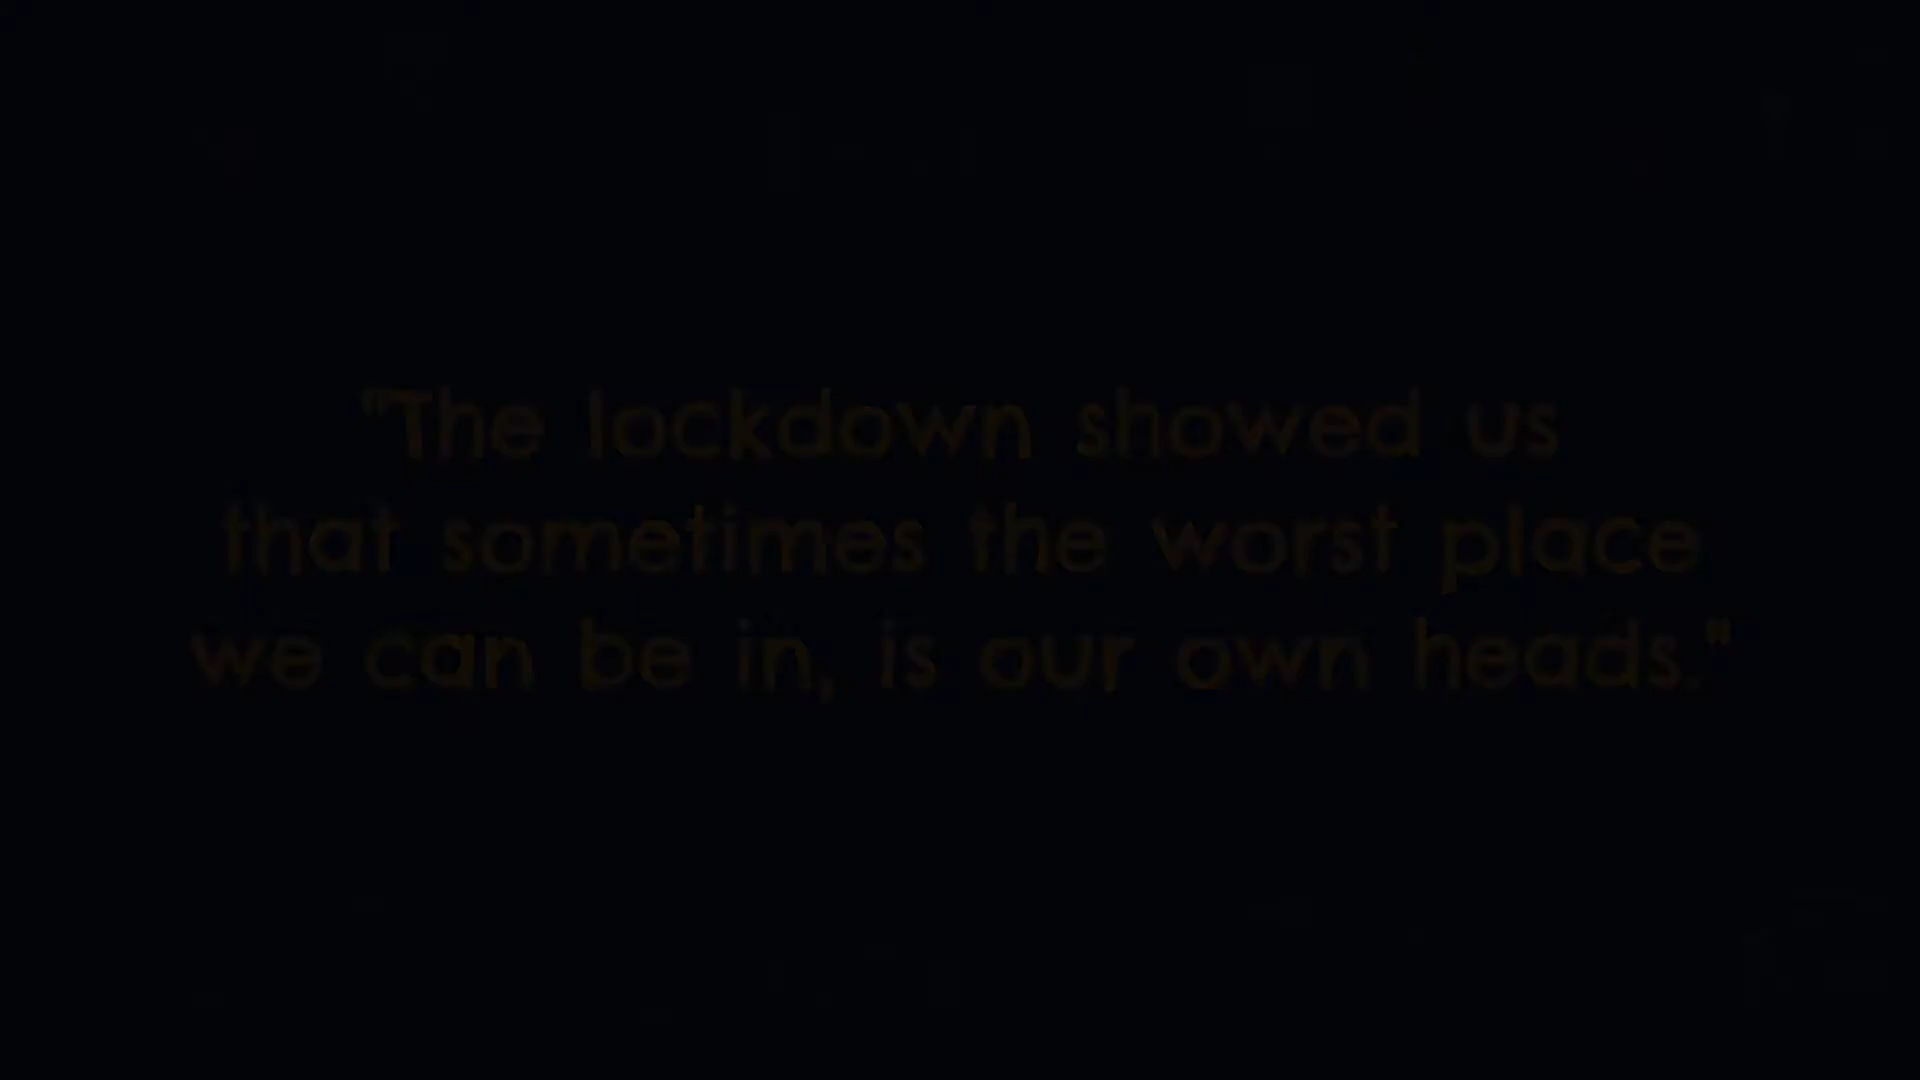 "The lockdown showed us
that sometimes the worst place
we can be in, is our own heads."